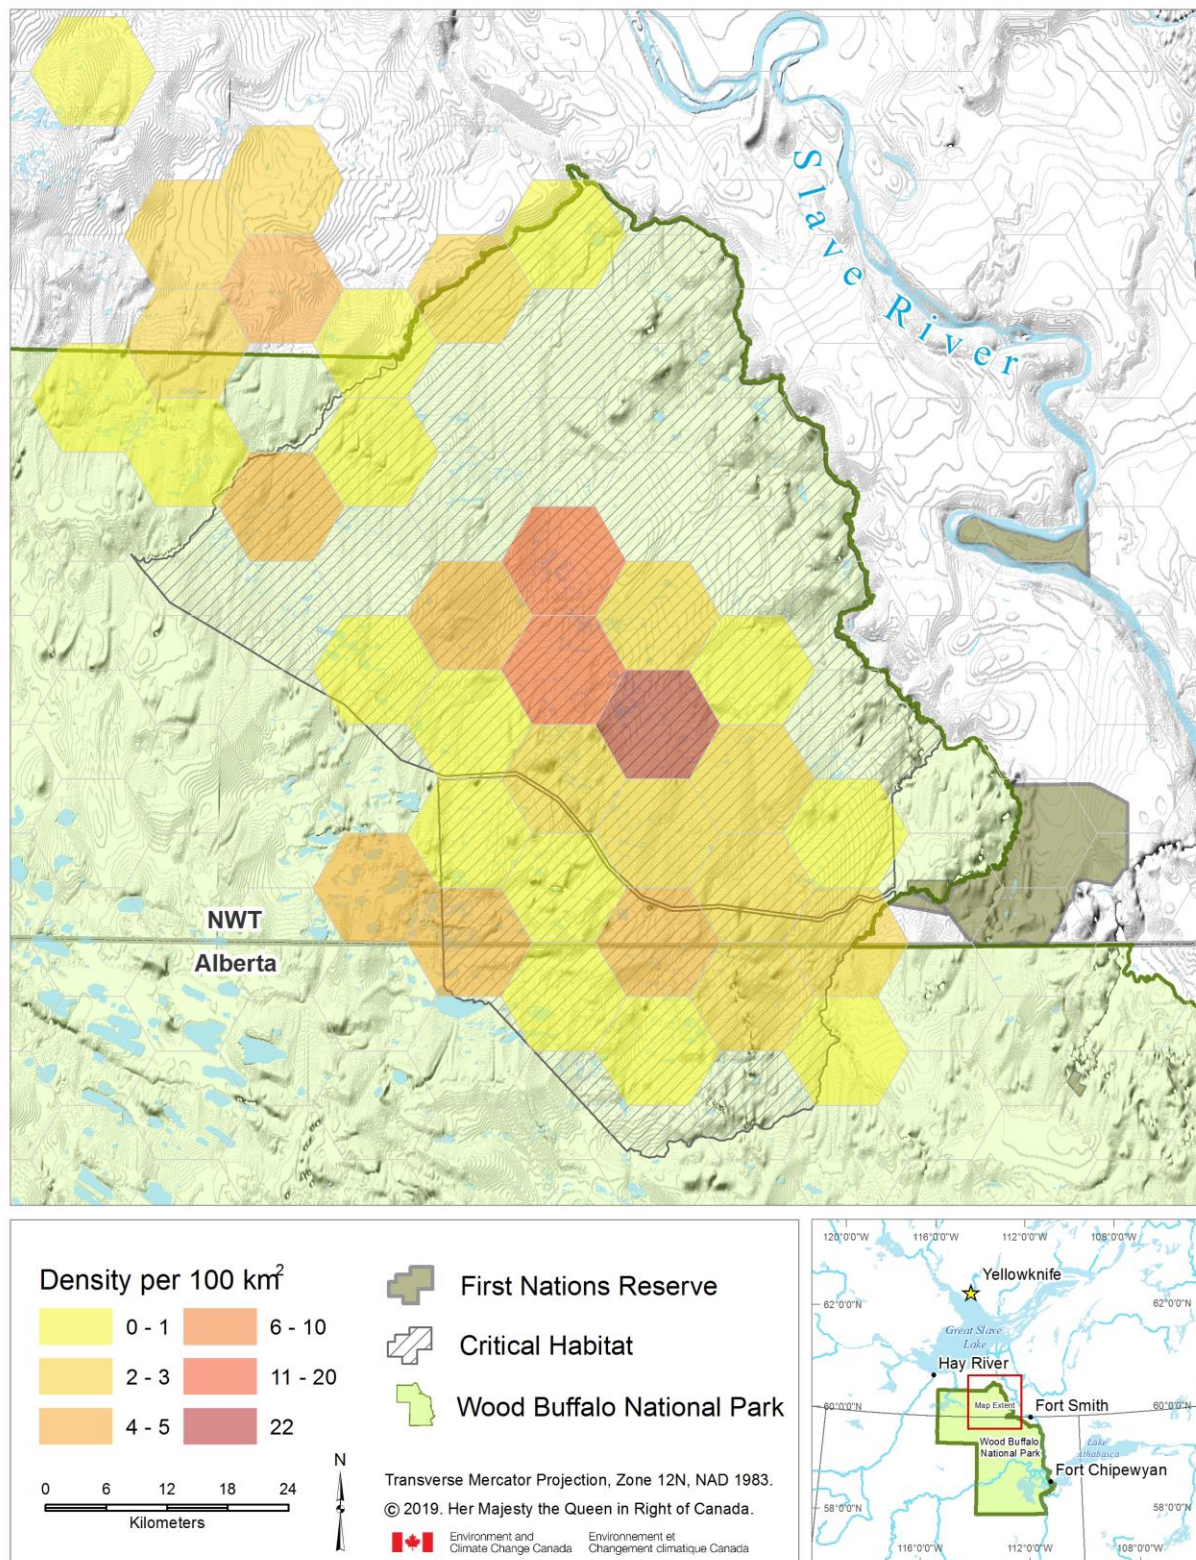 Slave River
NWT
Alberta
Density per 100 km²
0 - 1
2 - 3
4 - 5
6 - 10
11 - 20
22
First Nations Reserve
Critical Habitat
Wood Buffalo National Park
0 6 12 18 24
Kilometers
N
Transverse Mercator Projection, Zone 12N, NAD 1983.
© 2019. Her Majesty the Queen in Right of Canada.
Environment and
Climate Change Canada
Environnement et
Changement climatique Canada
120°0'0"W 116°0'0"W 112°0'0"W 108°0'0"W
Yellowknife
62°0'0"N 62°0'0"N
Great Slave
Lake
Hay River
60°0'0"N 60°0'0"N
Map Extent
Fort Smith
Wood Buffalo
National Park
Lake
Athabasca
Fort Chipewyan
58°0'0"N 58°0'0"N
116°0'0"W 112°0'0"W 108°0'0"W